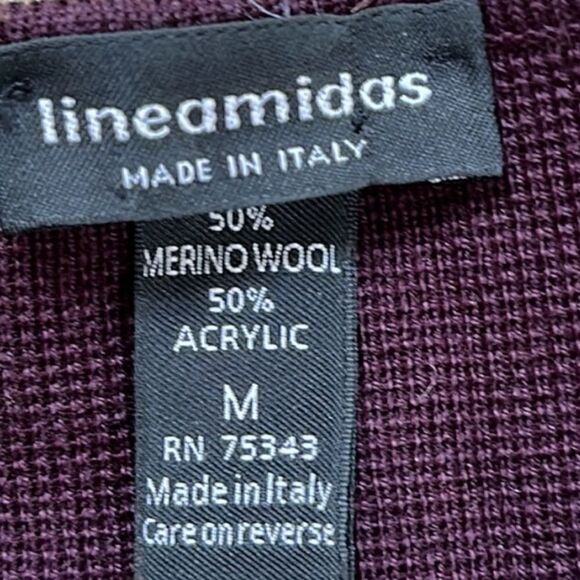 lineamidas
MADE IN ITALY
50%
MERINO WOOL
50%
ACRYLIC
M
RN 75343
Made in Italy
Care on reverse